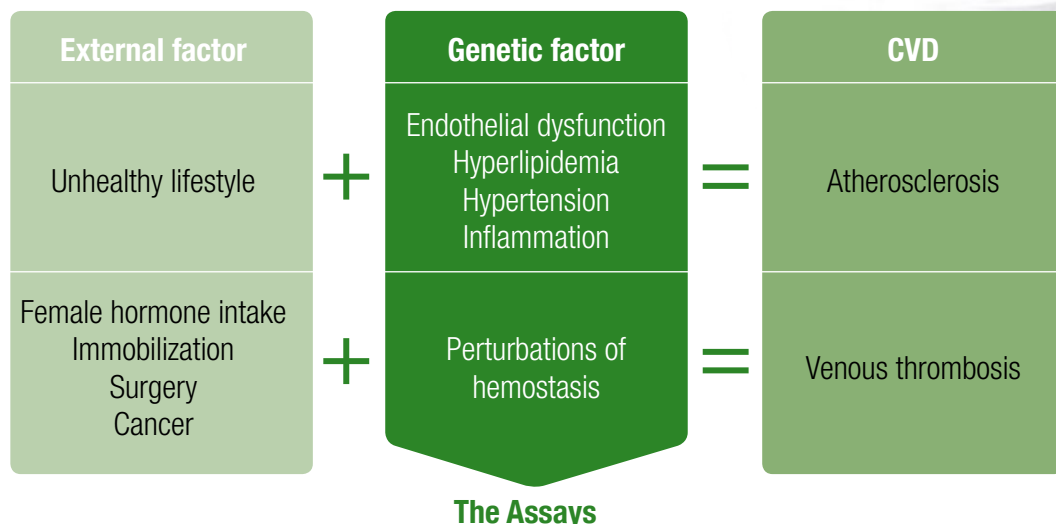 External factor
Genetic factor
CVD
Unhealthy lifestyle
+
Endothelial dysfunction
Hyperlipidemia
Hypertension
Inflammation
=
Atherosclerosis
Female hormone intake
Immobilization
Surgery
Cancer
+
Perturbations of
hemostasis
=
Venous thrombosis
The Assays